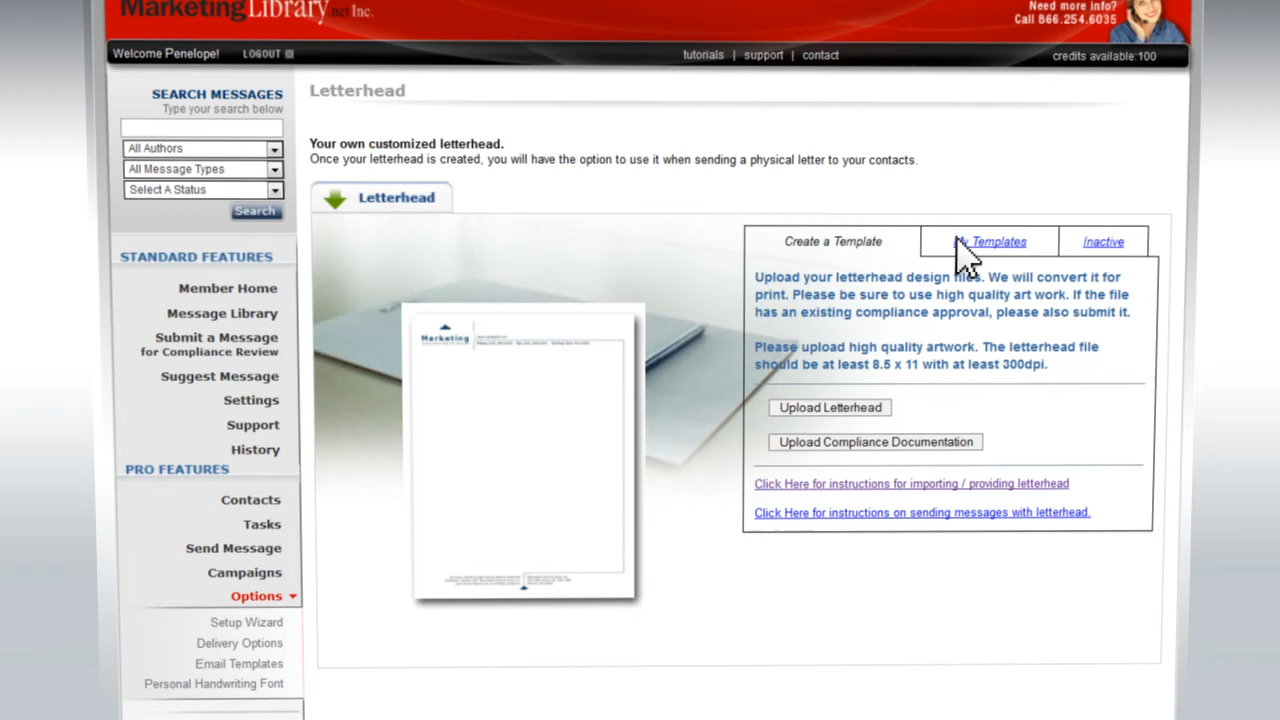 MarketingLibrary.net Inc.
Need more info?
Call 866.254.6035
Welcome Penelope! LOGOUT
tutorials | support | contact
credits available:100
SEARCH MESSAGES
Type your search below
All Authors
All Message Types
Select A Status
Search
STANDARD FEATURES
Member Home
Message Library
Submit a Message
for Compliance Review
Suggest Message
Settings
Support
History
PRO FEATURES
Contacts
Tasks
Send Message
Campaigns
Options
Setup Wizard
Delivery Options
Email Templates
Personal Handwriting Font
Letterhead
Your own customized letterhead.
Once your letterhead is created, you will have the option to use it when sending a physical letter to your contacts.
Letterhead
Marketing
Create a Template
My Templates
Inactive
Upload your letterhead design files. We will convert it for
print. Please be sure to use high quality art work. If the file
has an existing compliance approval, please also submit it.
Please upload high quality artwork. The letterhead file
should be at least 8.5 x 11 with at least 300dpi.
Upload Letterhead
Upload Compliance Documentation
Click Here for instructions for importing / providing letterhead
Click Here for instructions on sending messages with letterhead.